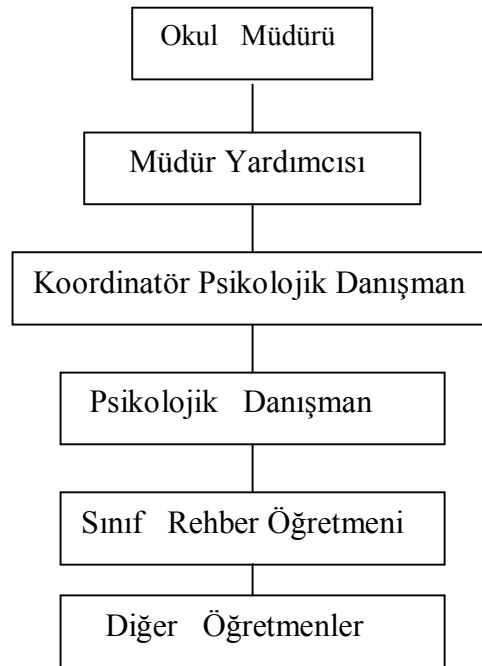 Okul Müdürü
Müdür Yardımcısı
Koordinatör Psikolojik Danışman
Psikolojik Danışman
Sınıf Rehber Öğretmeni
Diğer Öğretmenler